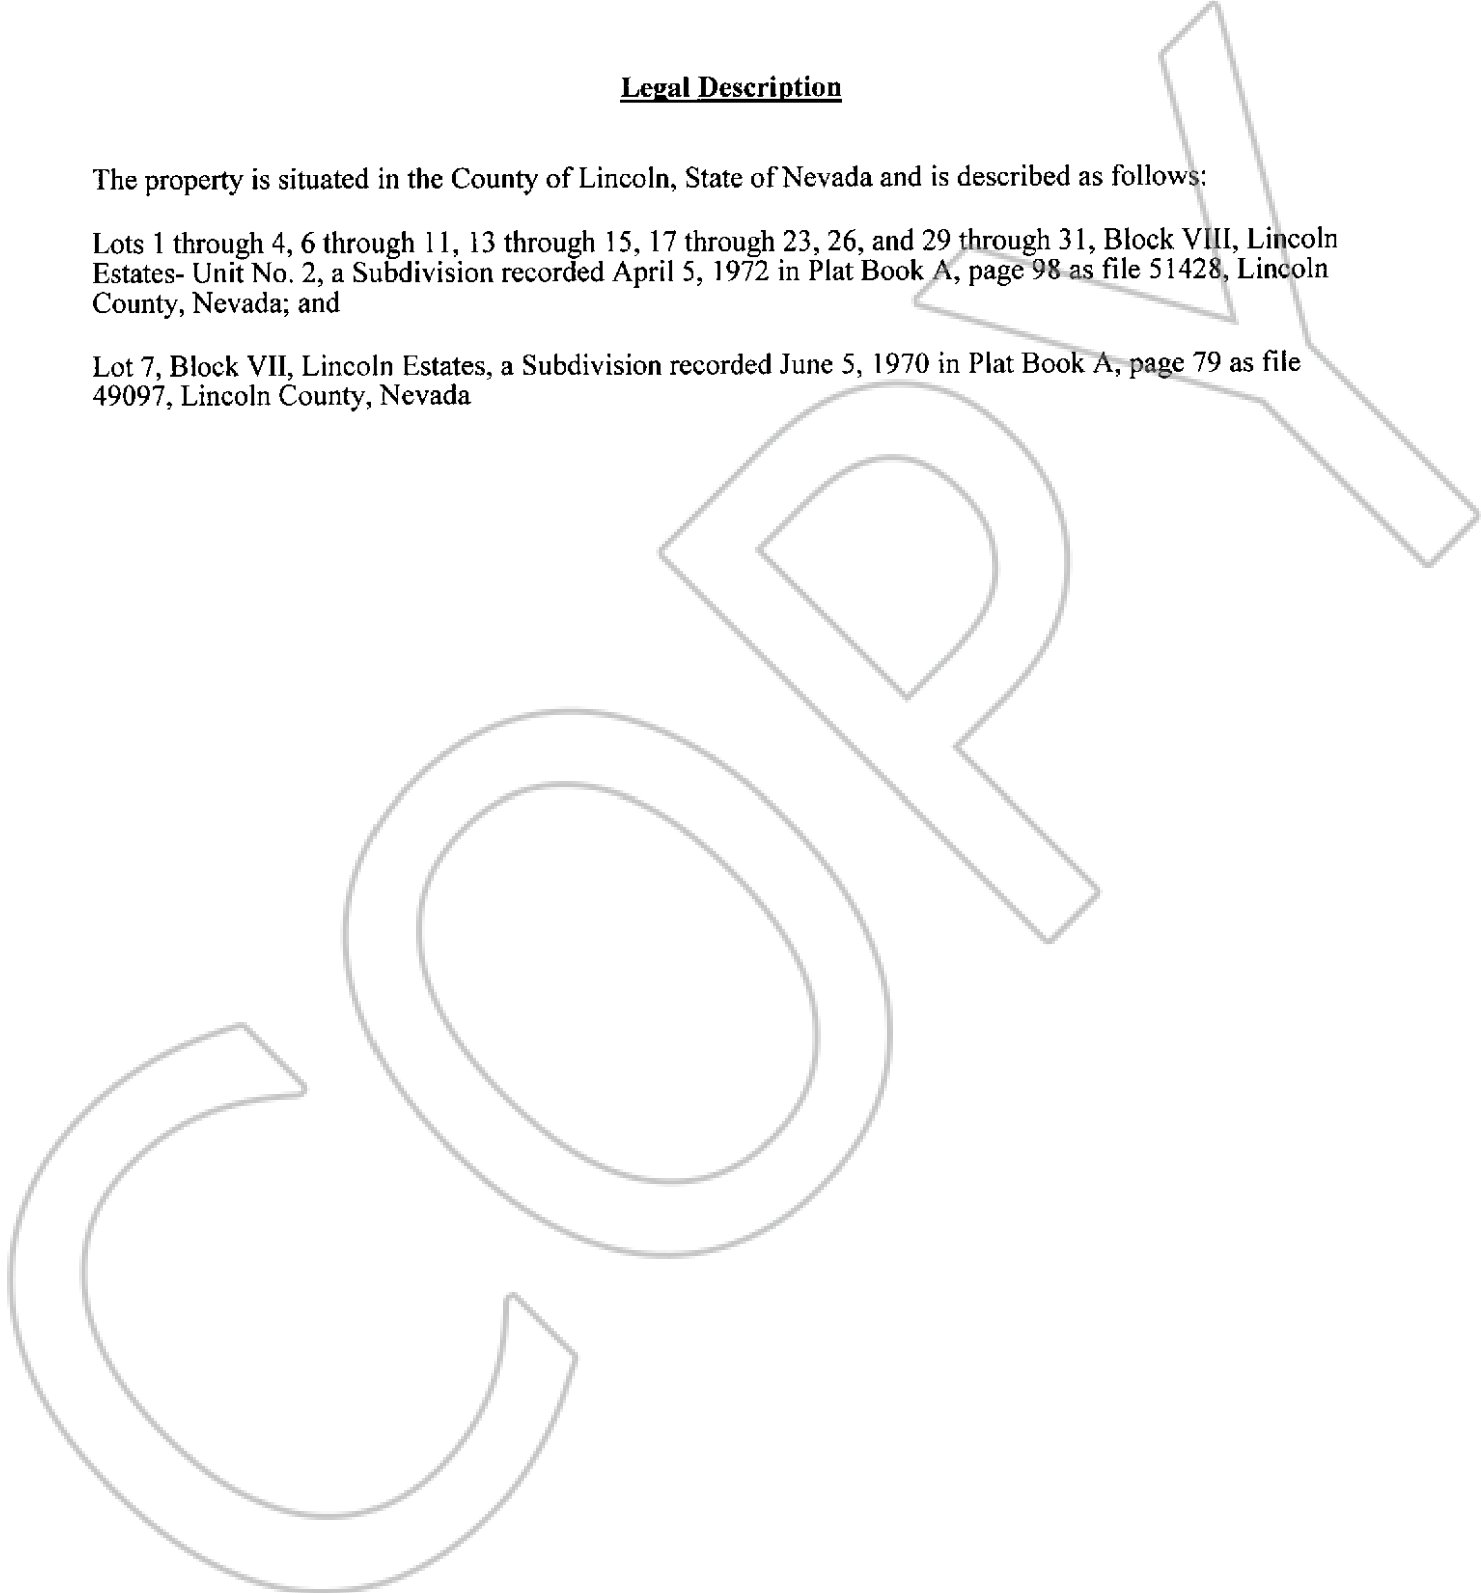 Legal Description
The property is situated in the County of Lincoln, State of Nevada and is described as follows:
Lots 1 through 4, 6 through 11, 13 through 15, 17 through 23, 26, and 29 through 31, Block VIII, Lincoln
Estates- Unit No. 2, a Subdivision recorded April 5, 1972 in Plat Book A, page 98 as file 51428, Lincoln
County, Nevada; and
Lot 7, Block VII, Lincoln Estates, a Subdivision recorded June 5, 1970 in Plat Book A, page 79 as file
49097, Lincoln County, Nevada
COPY